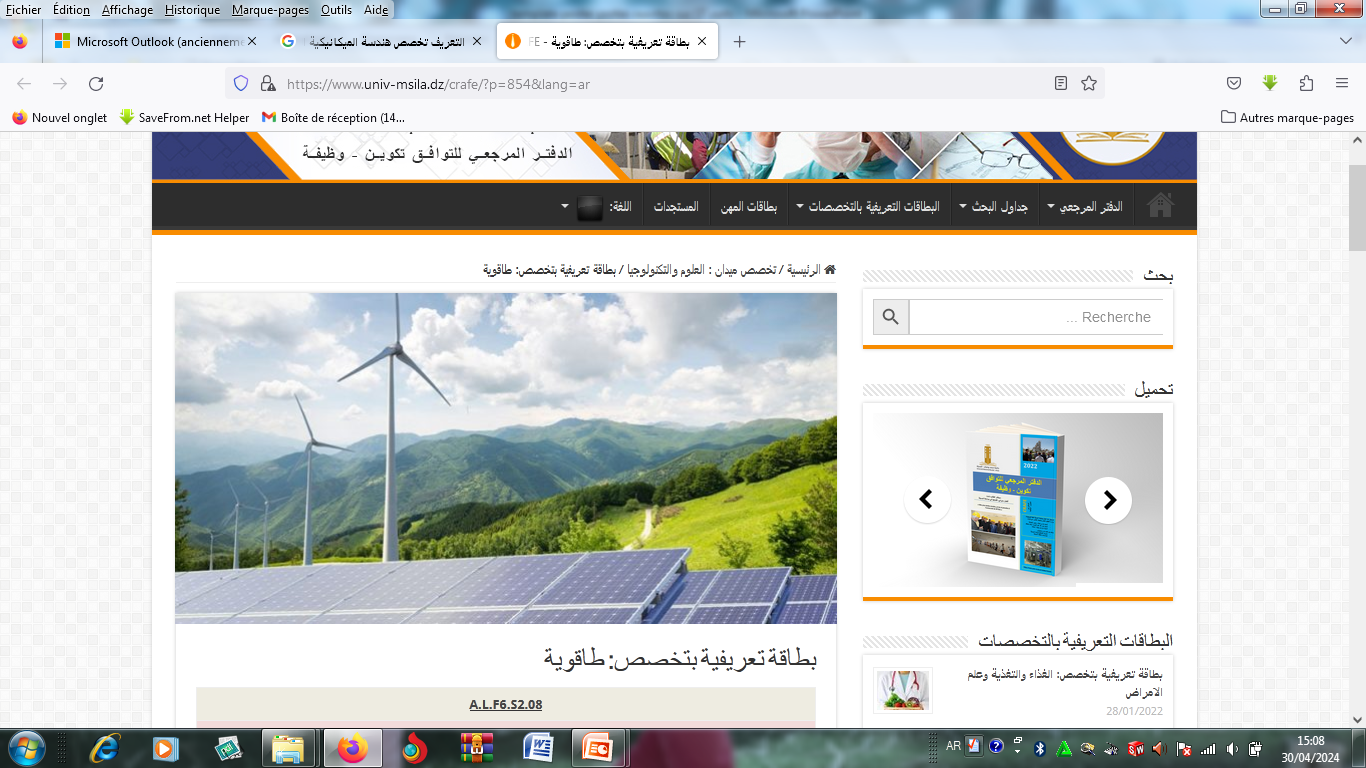 Fichier Édition Affichage Historique Marque-pages Outils Aide
Microsoft Outlook (ancienneme
التعريف تخصص هندسة الميكانيكية
بطاقة تعريفية بتخصص: طاقوية - FE
https://www.univ-msila.dz/crafe/?p=854&lang=ar
Nouvel onglet
SaveFrom.net Helper
Boîte de réception (14...
Autres marque-pages
الدفتر المرجعي للتوافق تكوين - وظيفة
الدفتر المرجعي
جداول البحث
البطاقات التعريفية بالتخصصات
بطاقات المهن
المستجدات
اللغة:
الرئيسية / تخصص ميدان : العلوم والتكنولوجيا / بطاقة تعريفية بتخصص: طاقوية
بطاقة تعريفية بتخصص: طاقوية
A.L.F6.S2.08
بحث
Recherche ...
تحميل
2022
الدفتر المرجعي للتوافق
تكوين - وظيفة
البطاقات التعريفية بالتخصصات
بطاقة تعريفية بتخصص: الغذاء والتغذية وعلم
الامراض
28/01/2022
AR
15:08
30/04/2024